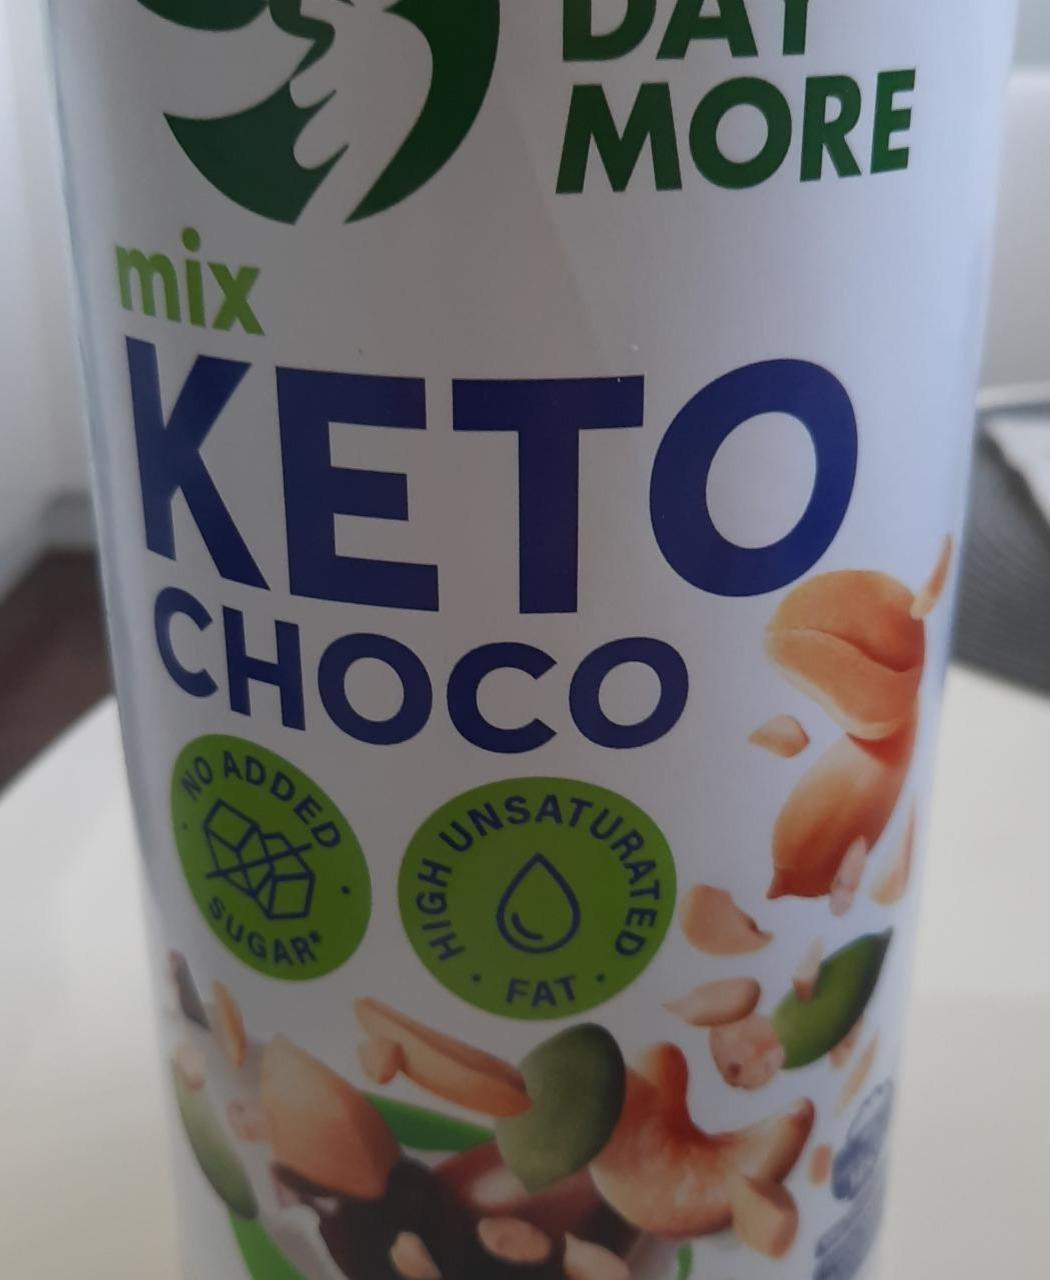 DAY
MORE
mix
KETO
CHOCO
NO ADDED
SUGAR*
HIGH UNSATURATED
FAT